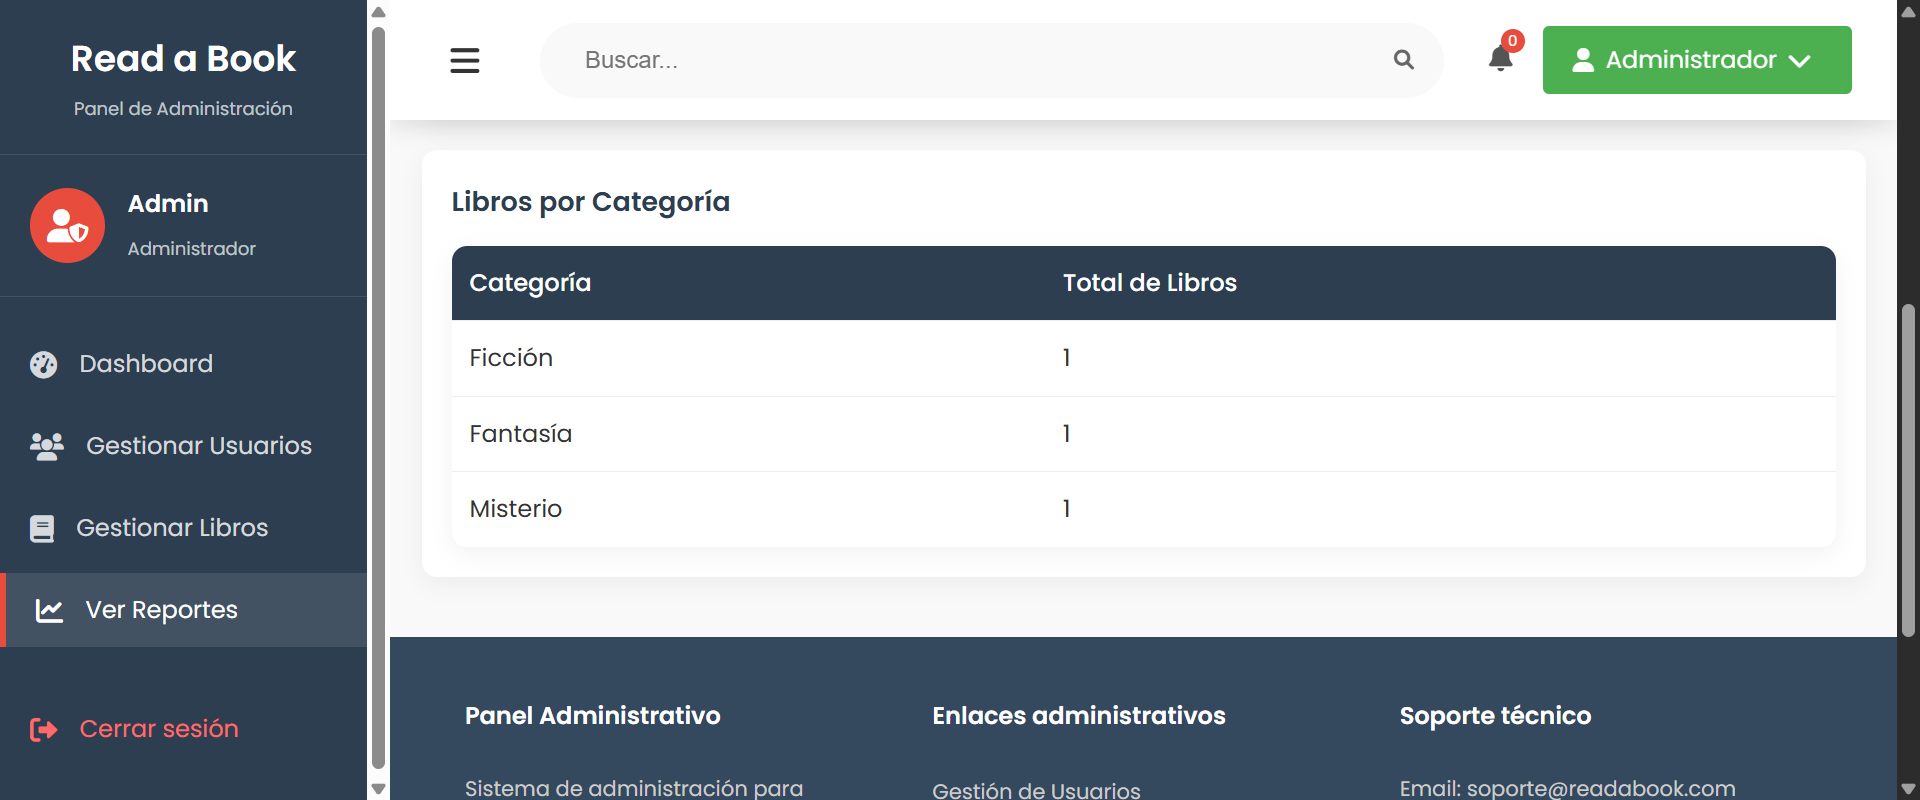 Read a Book
Panel de Administración
Admin
Administrador
Dashboard
Gestionar Usuarios
Gestionar Libros
Ver Reportes
Cerrar sesión
Buscar...
0
Administrador
Libros por Categoría
Categoría Total de Libros
Ficción 1
Fantasía 1
Misterio 1
Panel Administrativo
Sistema de administración para
Enlaces administrativos
Gestión de Usuarios
Soporte técnico
Email: soporte@readabook.com